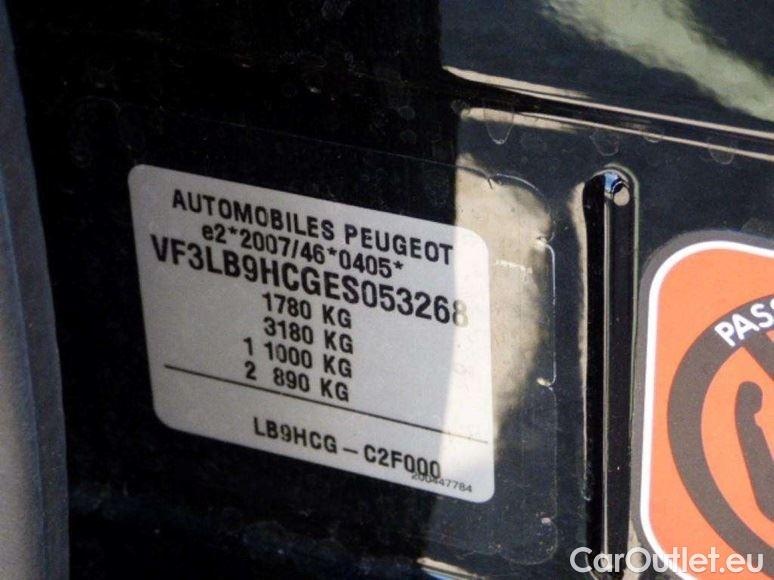 AUTOMOBILES PEUGEOT
e2*2007/46*0405*
VF3LB9HCGES053268
1780 KG
3180 KG
1 1000 KG
2 890 KG
LB9HCG - C2F000
200447784
PASS
CarOutlet.eu